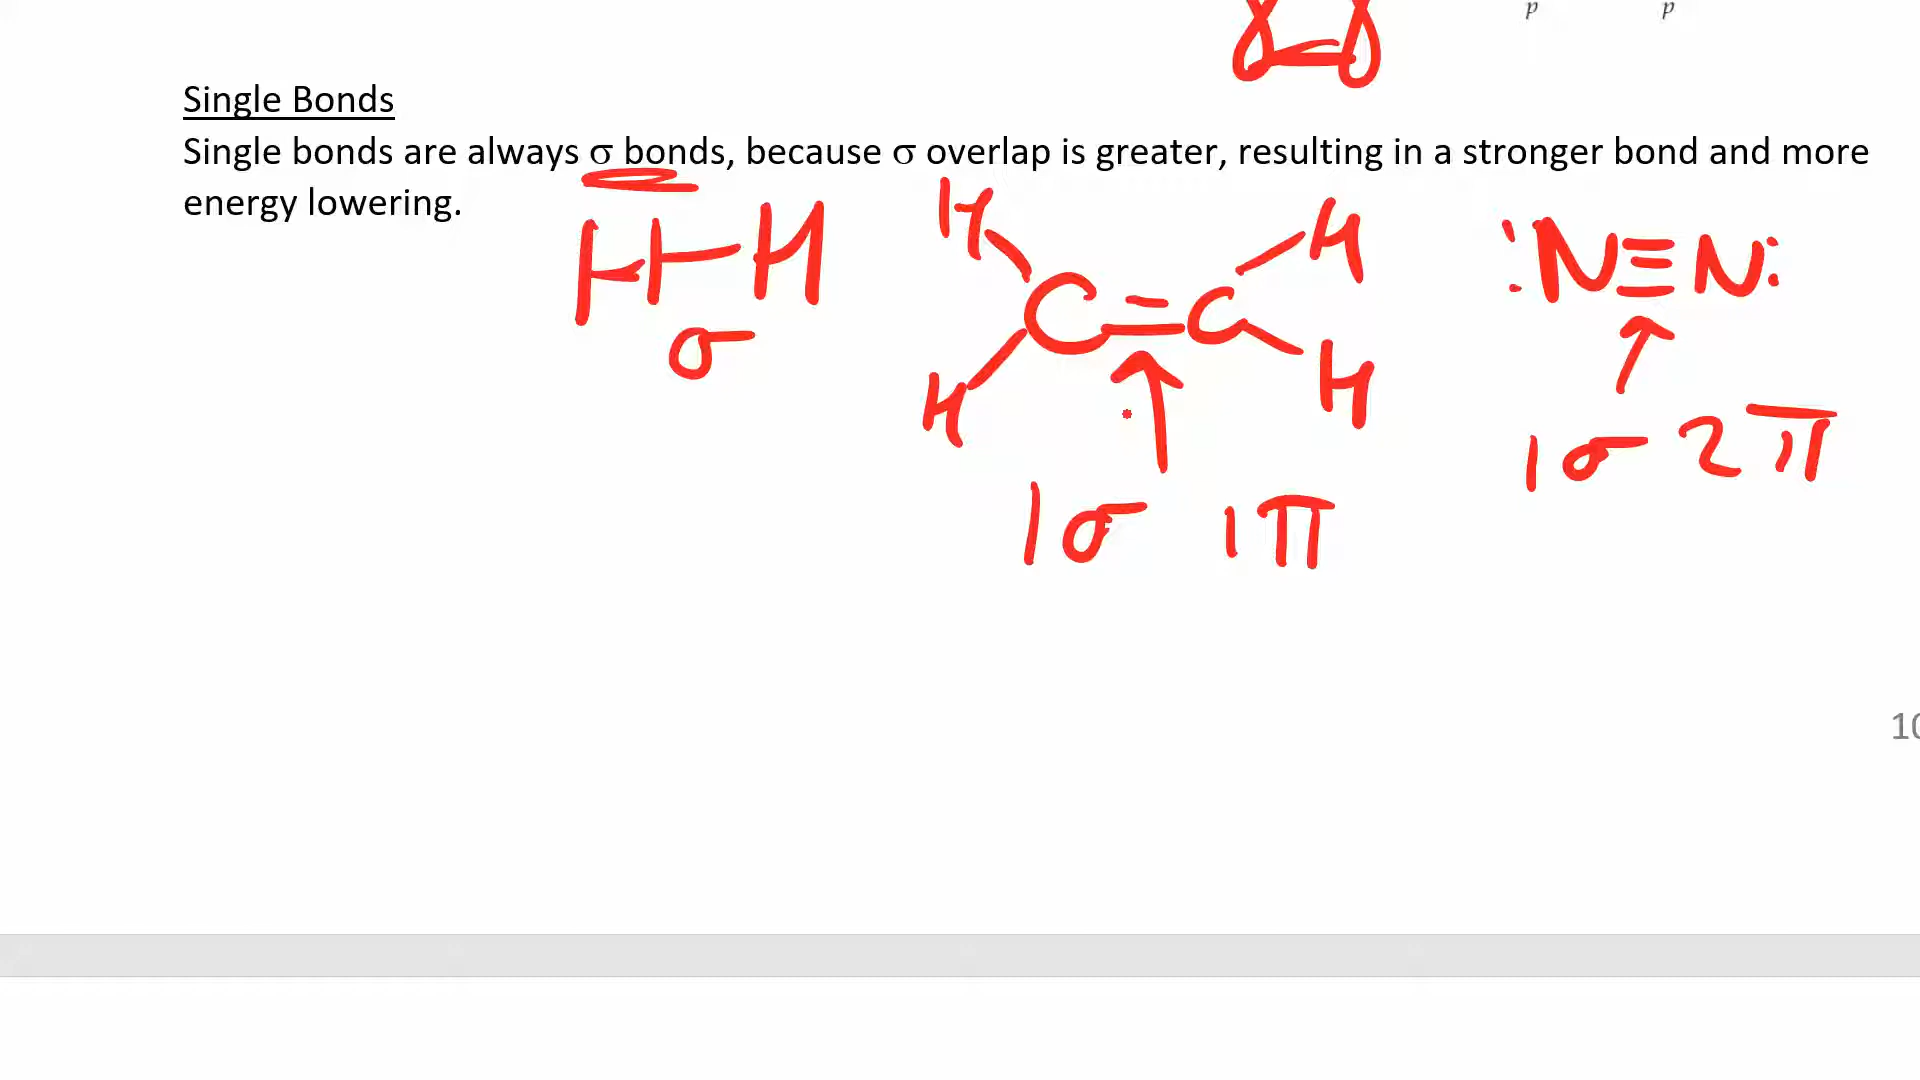 p p
Single Bonds
Single bonds are always σ bonds, because σ overlap is greater, resulting in a stronger bond and more
energy lowering.
H–H
σ
H H
C=C
H H
1σ 1π
:N≡N:
1σ 2π
10